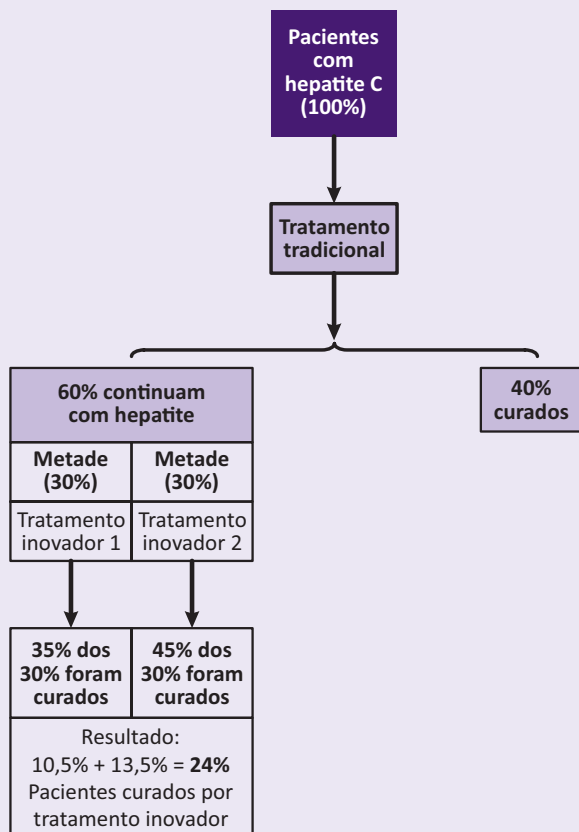 Pacientes
com
hepatite C
(100%)
Tratamento
tradicional
60% continuam
com hepatite
40%
curados
Metade
(30%)
Metade
(30%)
Tratamento
inovador 1
Tratamento
inovador 2
35% dos
30% foram
curados
45% dos
30% foram
curados
Resultado:
10,5% + 13,5% = 24%
Pacientes curados por
tratamento inovador